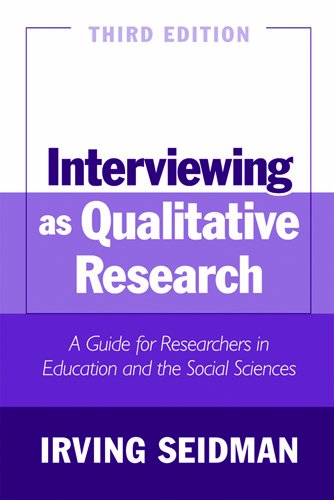 THIRD EDITION
Interviewing
as Qualitative
Research
A Guide for Researchers in
Education and the Social Sciences
IRVING SEIDMAN